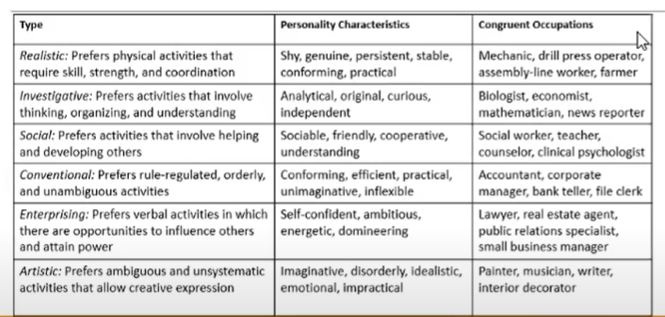 Type Personality Characteristics Congruent Occupations
Realistic: Prefers physical activities that Shy, genuine, persistent, stable, Mechanic, drill press operator,
require skill, strength, and coordination conforming, practical assembly-line worker, farmer
Investigative: Prefers activities that involve Analytical, original, curious, Biologist, economist,
thinking, organizing, and understanding independent mathematician, news reporter
Social: Prefers activities that involve helping Sociable, friendly, cooperative, Social worker, teacher,
and developing others understanding counselor, clinical psychologist
Conventional: Prefers rule-regulated, orderly, Conforming, efficient, practical, Accountant, corporate
and unambiguous activities unimaginative, inflexible manager, bank teller, file clerk
Enterprising: Prefers verbal activities in which Self-confident, ambitious, Lawyer, real estate agent,
there are opportunities to influence others energetic, domineering public relations specialist,
and attain power small business manager
Artistic: Prefers ambiguous and unsystematic Imaginative, disorderly, idealistic, Painter, musician, writer,
activities that allow creative expression emotional, impractical interior decorator